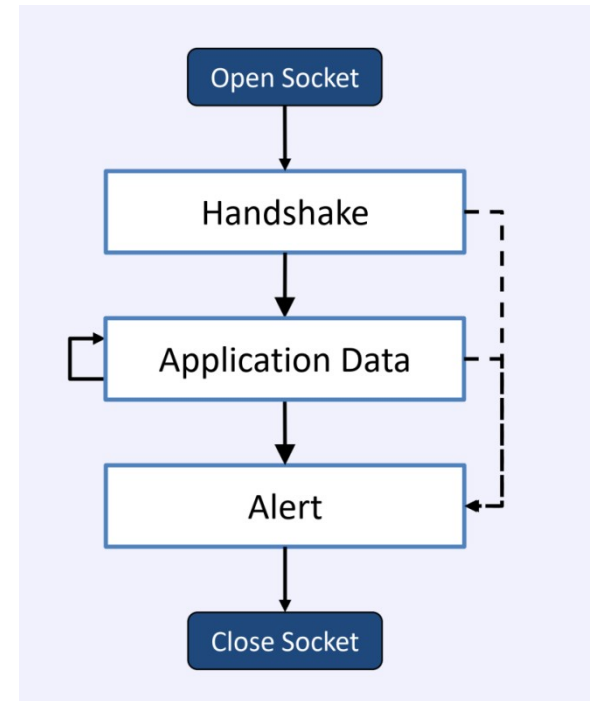 Open Socket
Handshake
Application Data
Alert
Close Socket